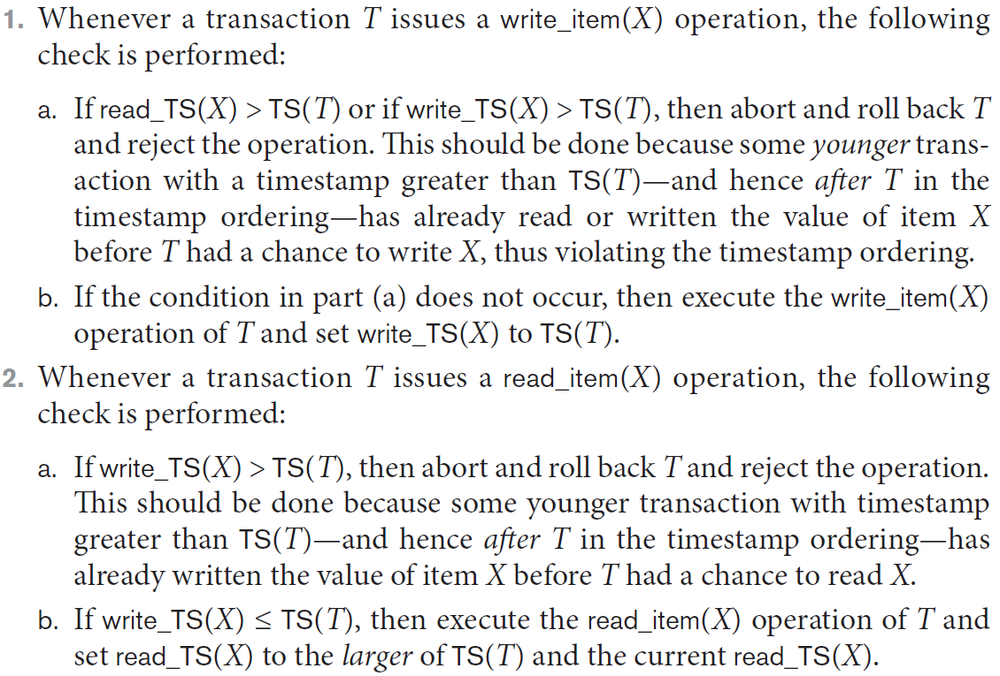 1. Whenever a transaction T issues a write_item(X) operation, the following
check is performed:
a. If read_TS(X) > TS(T) or if write_TS(X) > TS(T), then abort and roll back T
and reject the operation. This should be done because some younger trans-
action with a timestamp greater than TS(T)—and hence after T in the
timestamp ordering—has already read or written the value of item X
before T had a chance to write X, thus violating the timestamp ordering.
b. If the condition in part (a) does not occur, then execute the write_item(X)
operation of T and set write_TS(X) to TS(T).
2. Whenever a transaction T issues a read_item(X) operation, the following
check is performed:
a. If write_TS(X) > TS(T), then abort and roll back T and reject the operation.
This should be done because some younger transaction with timestamp
greater than TS(T)—and hence after T in the timestamp ordering—has
already written the value of item X before T had a chance to read X.
b. If write_TS(X) ≤ TS(T), then execute the read_item(X) operation of T and
set read_TS(X) to the larger of TS(T) and the current read_TS(X).